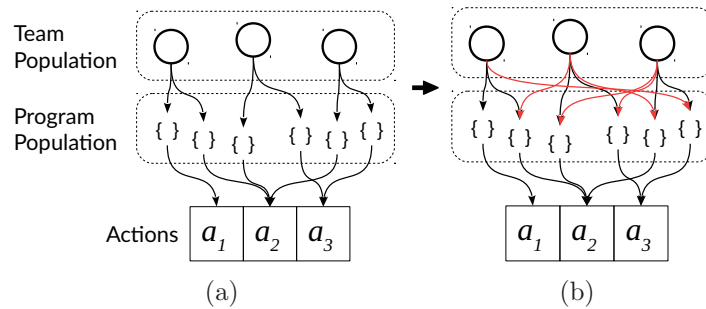 Team
Population
Program
Population
{ } { } { } { } { } { }
{ } { } { } { } { } { }
Actions
a1 a2 a3
a1 a2 a3
(a)
(b)